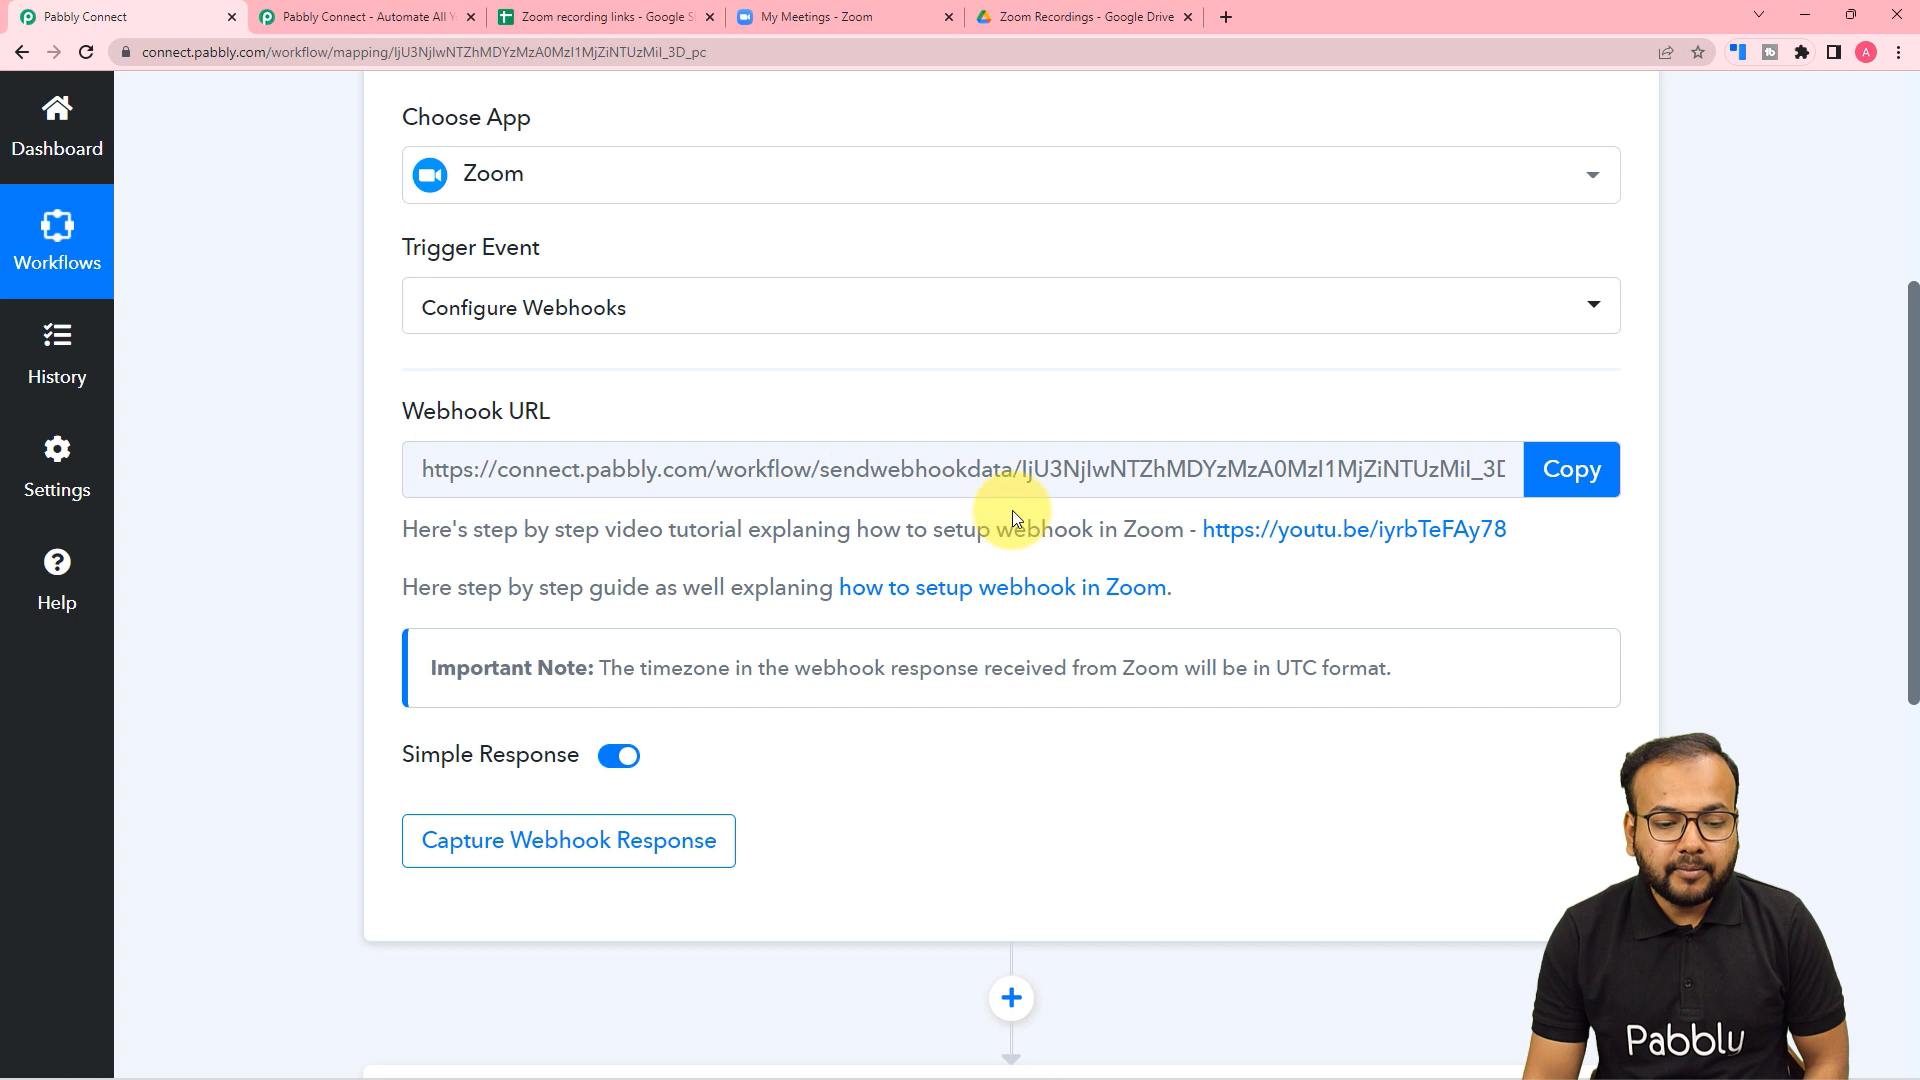 Pabbly Connect
Pabbly Connect - Automate All Y
Zoom recording links - Google S
My Meetings - Zoom
Zoom Recordings - Google Drive
connect.pabbly.com/workflow/mapping/IjU3NjIwNTZhMDYzMzA0MzI1MjZiNTUzMiI_3D_pc
A
Dashboard
Workflows
History
Settings
Help
Choose App
Zoom
Trigger Event
Configure Webhooks
Webhook URL
https://connect.pabbly.com/workflow/sendwebhookdata/IjU3NjIwNTZhMDYzMzA0MzI1MjZiNTUzMiI_3D
Copy
Here's step by step video tutorial explaning how to setup webhook in Zoom - https://youtu.be/iyrbTeFAy78
Here step by step guide as well explaning how to setup webhook in Zoom.
Important Note: The timezone in the webhook response received from Zoom will be in UTC format.
Simple Response
Capture Webhook Response
Pabbly